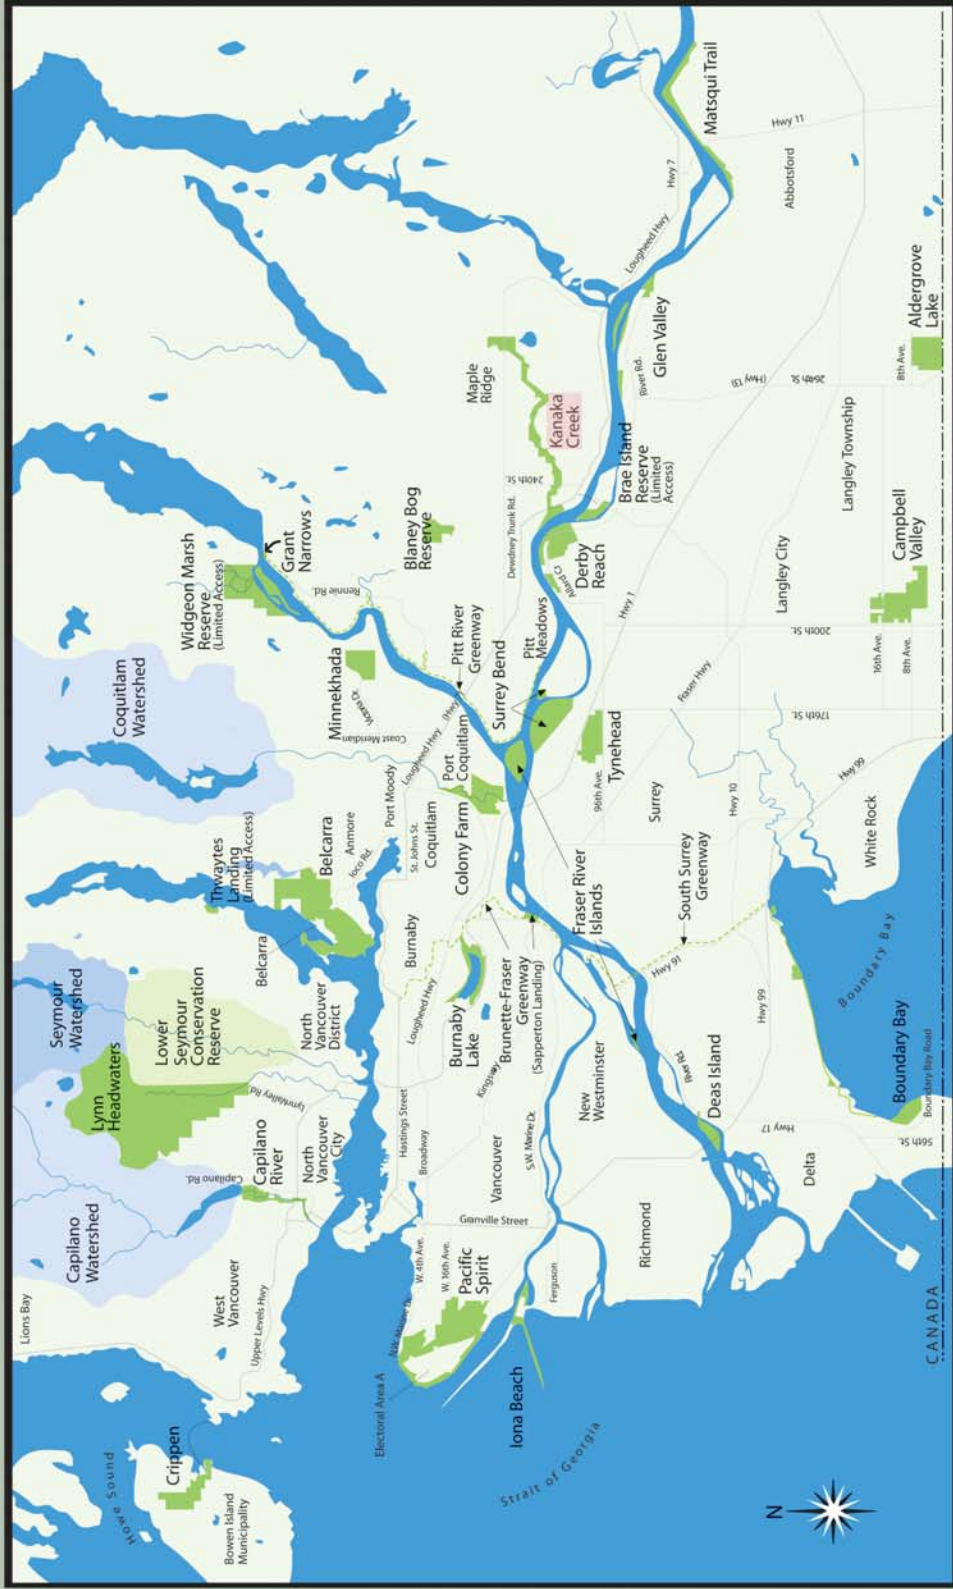 Lions Bay
Howe Sound
Crippen
Bowen Island
Municipality
Capilano
Watershed
West
Vancouver
Upper Levels Hwy
Capilano Rd.
Capilano
River
North
Vancouver
City
Lynn
Headwaters
LynnValley Rd.
Seymour
Watershed
Lower
Seymour
Conservation
Reserve
North
Vancouver
District
Thwaytes
Landing
(Limited Access)
Belcarra
Belcarra
Anmore
Ioco Rd.
Port Moody
St. Johns St.
Coquitlam
Coquitlam
Watershed
Widgeon Marsh
Reserve
(Limited Access)
Grant
Narrows
Rennie Rd.
Minnekhada
Coast Meridian
Lougheed Hwy
(Hwy 7)
Port
Coquitlam
Colony Farm
Pitt River
Greenway
Blaney Bog
Reserve
Surrey Bend
Pitt
Meadows
Dewdney Trunk Rd.
240th St.
Maple
Ridge
Kanaka
Creek
Allard Cr.
Derby
Reach
Brae Island
Reserve
(Limited
Access)
River Rd.
Glen Valley
Lougheed Hwy
Hwy 7
Matsqui Trail
Hwy 11
Abbotsford
Electoral Area A
N.W. Marine Dr.
W. 4th Ave.
W. 16th Ave.
Pacific
Spirit
Hastings Street
Broadway
Granville Street
Vancouver
Kingsway
S.W. Marine Dr.
Burnaby
Lougheed Hwy
Burnaby
Lake
Brunette-Fraser
Greenway
(Sapperton Landing)
New
Westminster
Fraser River
Islands
Iona Beach
Ferguson
Strait of Georgia
Richmond
River Rd.
Deas Island
Hwy 17
Delta
Hwy 91
Hwy 99
South Surrey
Greenway
Surrey
96th Ave.
Tynehead
Hwy 1
Fraser Hwy
Hwy 10
176th St.
200th St.
Langley City
Langley Township
264th St.
(Hwy 13)
Hwy 99
White Rock
16th Ave.
8th Ave.
Campbell
Valley
8th Ave.
Aldergrove
Lake
Boundary Bay
Boundary Bay
Boundary Bay Road
56th St.
CANADA
N